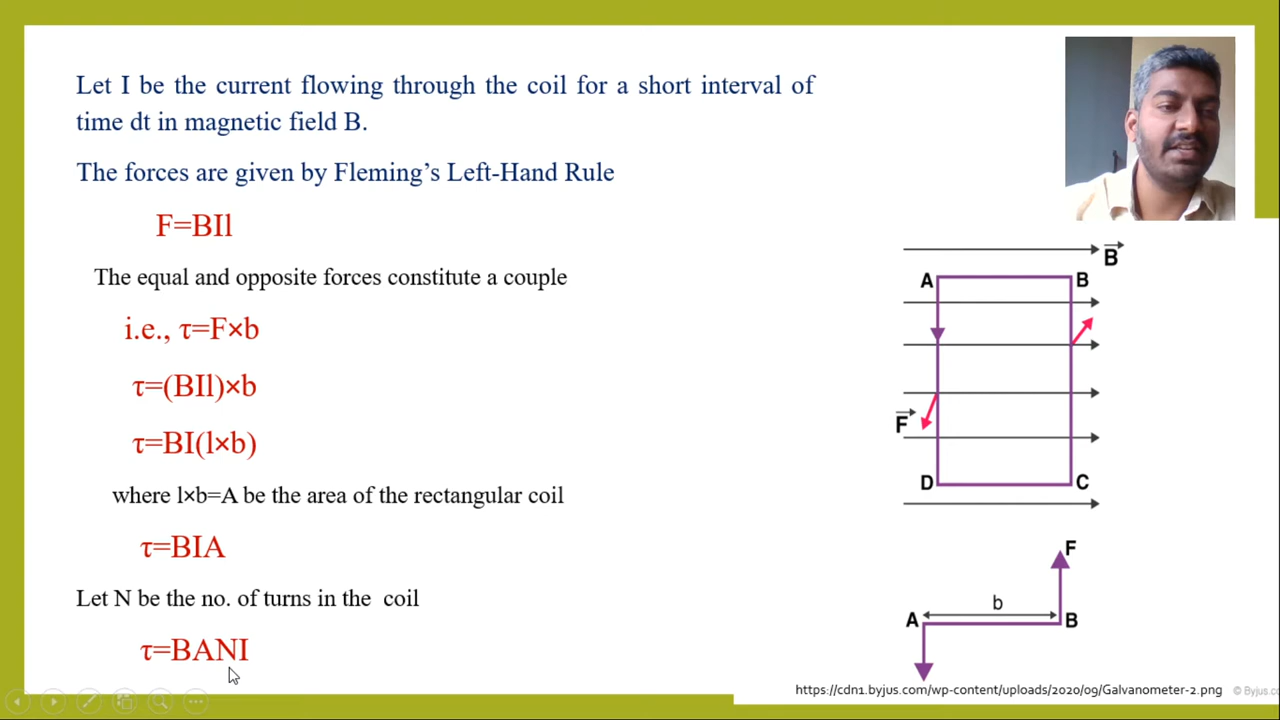 Let I be the current flowing through the coil for a short interval of
time dt in magnetic field B.
The forces are given by Fleming’s Left-Hand Rule
F=BIl
The equal and opposite forces constitute a couple
i.e., τ=F×b
τ=(BIl)×b
τ=BI(l×b)
where l×b=A be the area of the rectangular coil
τ=BIA
Let N be the no. of turns in the coil
τ=BANI
B
A
B
F
D
C
F
b
A
B
https://cdn1.byjus.com/wp-content/uploads/2020/09/Galvanometer-2.png